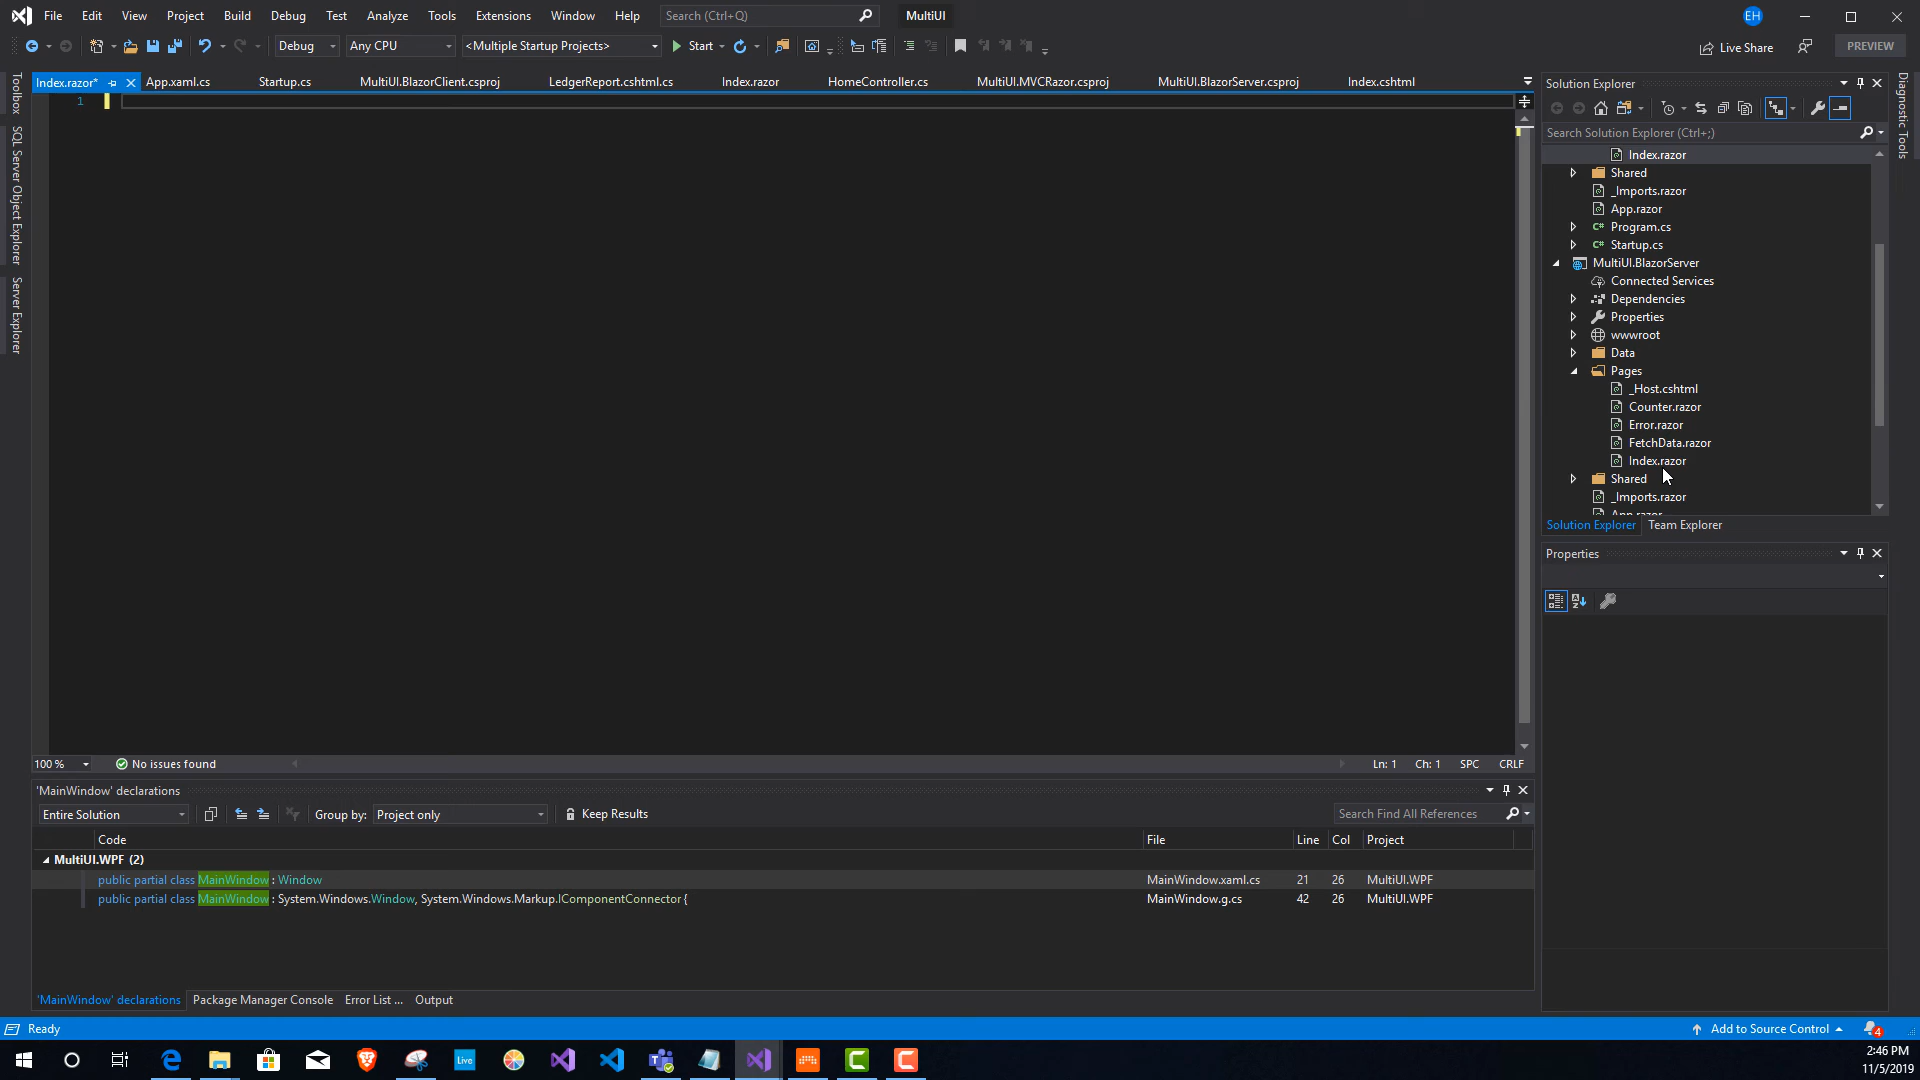 File Edit View Project Build Debug Test Analyze Tools Extensions Window Help Search (Ctrl+Q) MultiUI EH
Debug Any CPU <Multiple Startup Projects> Start Live Share PREVIEW
Index.razor* App.xaml.cs Startup.cs MultiUI.BlazorClient.csproj LedgerReport.cshtml.cs Index.razor HomeController.cs MultiUI.MVCRazor.csproj MultiUI.BlazorServer.csproj Index.cshtml
1
Toolbox
SQL Server Object Explorer
Server Explorer
Solution Explorer
Search Solution Explorer (Ctrl+;)
Index.razor
Shared
_Imports.razor
App.razor
C# Program.cs
C# Startup.cs
MultiUI.BlazorServer
Connected Services
Dependencies
Properties
wwwroot
Data
Pages
_Host.cshtml
Counter.razor
Error.razor
FetchData.razor
Index.razor
Shared
_Imports.razor
App.razor
Solution Explorer Team Explorer
Properties
Diagnostic Tools
100 % No issues found Ln: 1 Ch: 1 SPC CRLF
'MainWindow' declarations
Entire Solution Group by: Project only Keep Results Search Find All References
Code File Line Col Project
MultiUI.WPF (2)
public partial class MainWindow : Window MainWindow.xaml.cs 21 26 MultiUI.WPF
public partial class MainWindow : System.Windows.Window, System.Windows.Markup.IComponentConnector { MainWindow.g.cs 42 26 MultiUI.WPF
'MainWindow' declarations Package Manager Console Error List ... Output
Ready Add to Source Control 4
Live
2:46 PM
11/5/2019